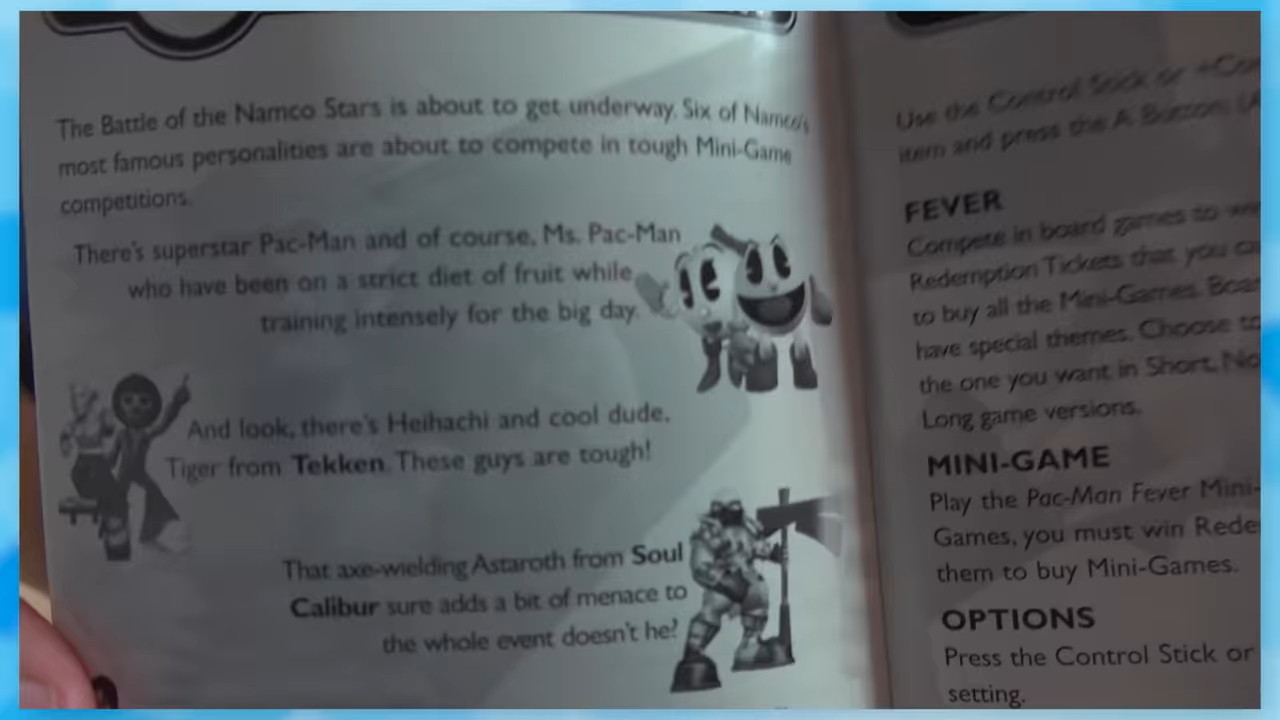 The Battle of the Namco Stars is about to get underway. Six of Namco's
most famous personalities are about to compete in tough Mini-Game
competitions.
There's superstar Pac-Man and of course, Ms. Pac-Man
who have been on a strict diet of fruit while
training intensely for the big day.
And look, there's Heihachi and cool dude,
Tiger from Tekken. These guys are tough!
That axe-wielding Astaroth from Soul
Calibur sure adds a bit of menace to
the whole event doesn't he?
Use the Control Stick or
item and press the A Button
FEVER
Compete in board games to
Redemption Tickets that you
to buy all the Mini-Games.
have special themes. Choose
the one you want in Short,
Long game versions.
MINI-GAME
Play the Pac-Man Fever Mini-
Games, you must win
them to buy Mini-Games.
OPTIONS
Press the Control Stick or
setting.